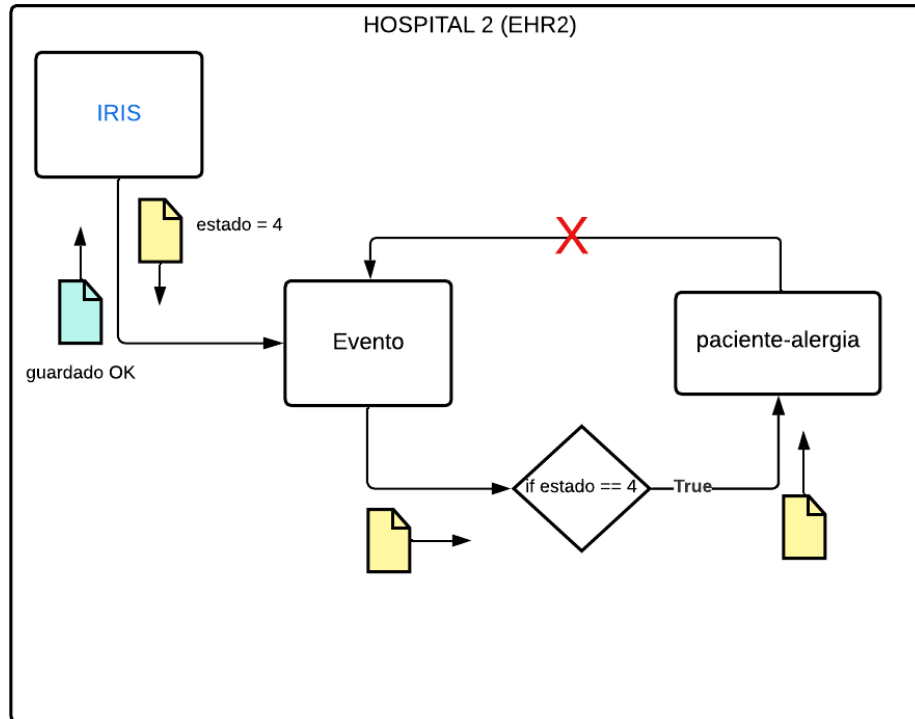 HOSPITAL 2 (EHR2)
IRIS
estado = 4
X
Evento
paciente-alergia
guardado OK
if estado == 4
True